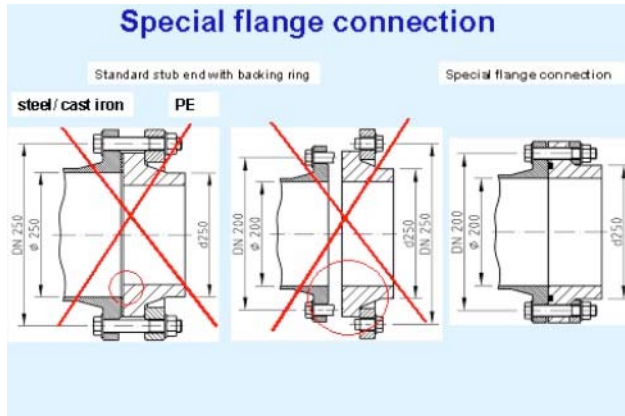 Special flange connection
Standard stub end with backing ring
Special flange connection
steel/ cast iron
PE
DN 250
Φ 250
d250
DN 200
Φ 200
d250
DN 250
DN 200
Φ 200
d250